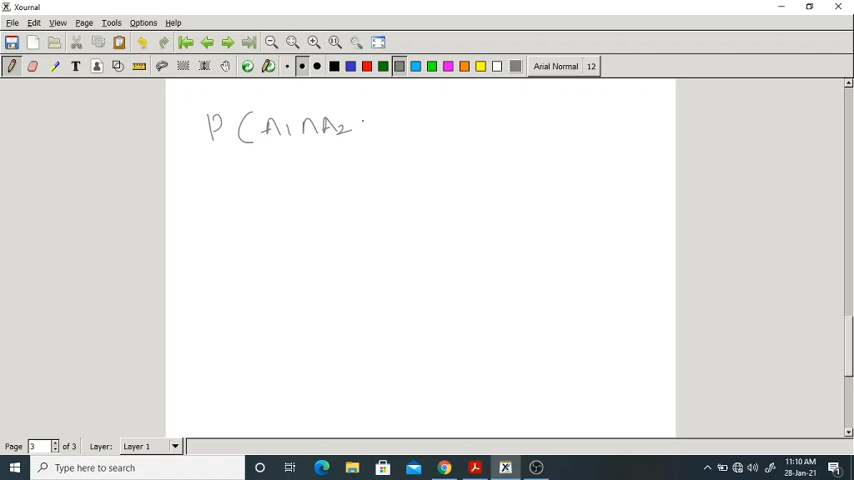 Xournal
File Edit View Page Tools Options Help
Arial Normal 12
P ( A1 ∩ A2 .
Page 3 of 3 Layer: Layer 1
Type here to search
11:10 AM
28-Jan-21